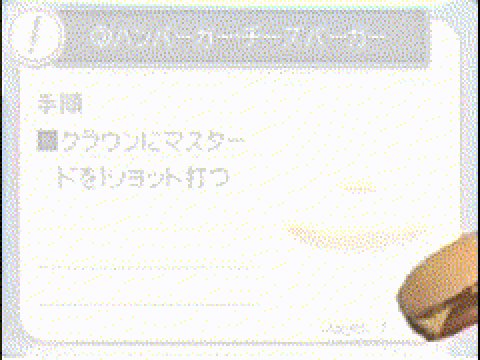 ②ハンバーガー・チーズバーガー
手順
■クラウンにマスター
ドを1ショット打つ